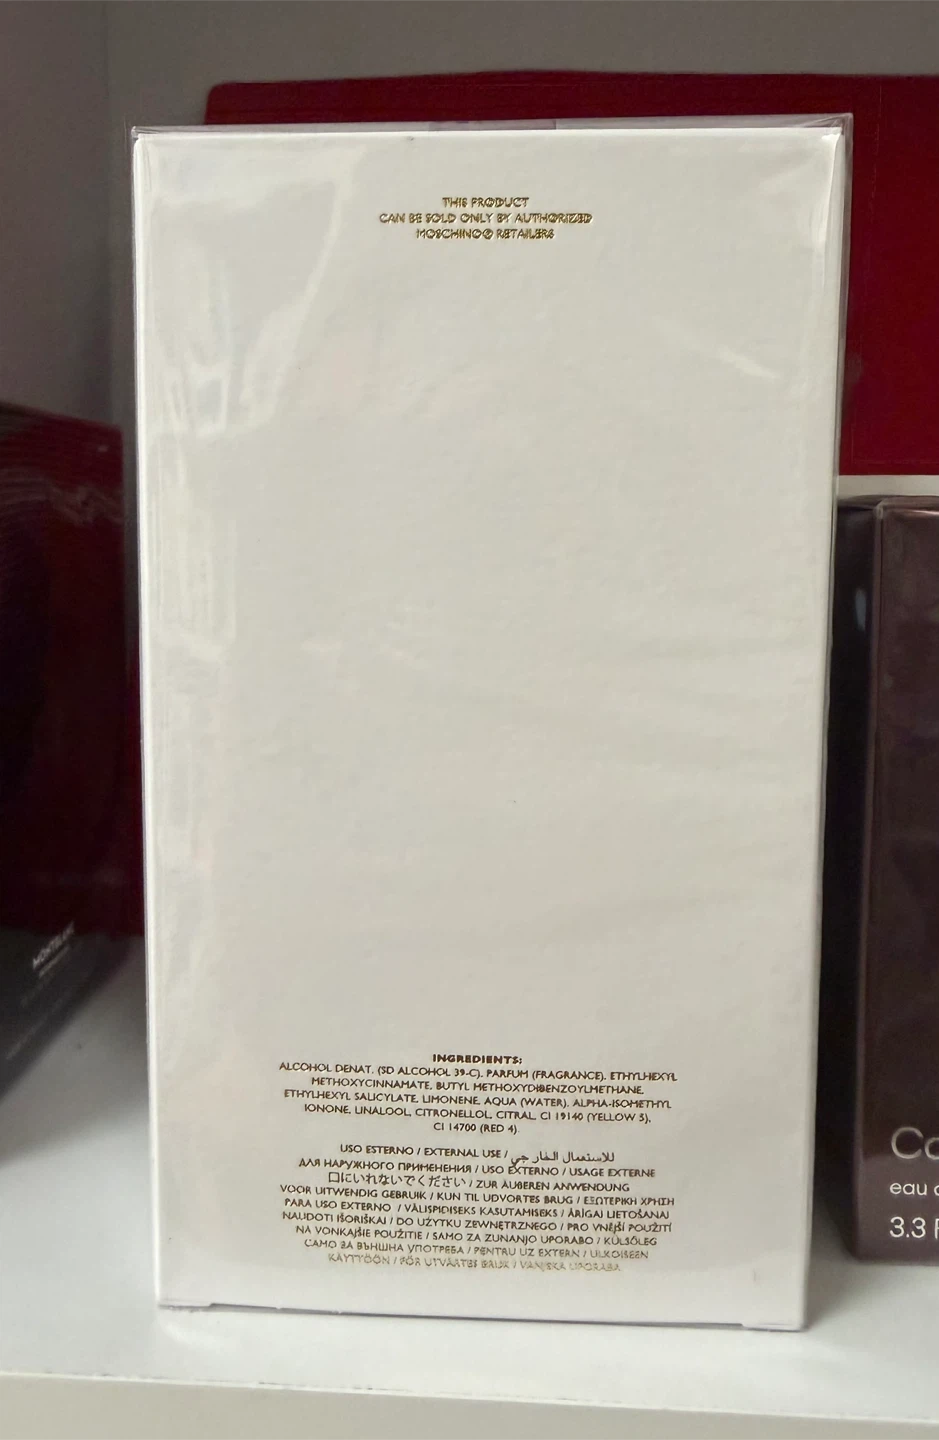 THIS PRODUCT
CAN BE SOLD ONLY BY AUTHORIZED
MOSCHINO® RETAILERS
INGREDIENTS:
ALCOHOL DENAT. (SD ALCOHOL 39-C), PARFUM (FRAGRANCE), ETHYLHEXYL
METHOXYCINNAMATE, BUTYL METHOXYDIBENZOYLMETHANE,
ETHYLHEXYL SALICYLATE, LIMONENE, AQUA (WATER), ALPHA-ISOMETHYL
IONONE, LINALOOL, CITRONELLOL, CITRAL, CI 19140 (YELLOW 5),
CI 14700 (RED 4)
USO ESTERNO / EXTERNAL USE / للاستعمال الخارجي
ДЛЯ НАРУЖНОГО ПРИМЕНЕНИЯ / USO EXTERNO / USAGE EXTERNE
口にいれないでください / ZUR ÄUßEREN ANWENDUNG
VOOR UITWENDIG GEBRUIK / KUN TIL UDVORTES BRUG / ΕΞΩΤΕΡΙΚΗ ΧΡΗΣΗ
PARA USO EXTERNO / VÄLISPIDISEKS KASUTAMISEKS / ĀRĪGAI LIETOŠANAI
NAUDOTI IŠORIŠKAI / DO UŻYTKU ZEWNĘTRZNEGO / PRO VNĚJŠÍ POUŽITÍ
NA VONKAJŠIE POUŽITIE / SAMO ZA ZUNANJO UPORABO / KÜLSŐLEG
САМО ЗА ВЪНШНА УПОТРЕБА / PENTRU UZ EXTERN / ULKOISEEN
KÄYTTÖÖN / FÖR UTVÄRTES BRUK / VANJSKA UPORABA
MONTBLANC
eau
3.3